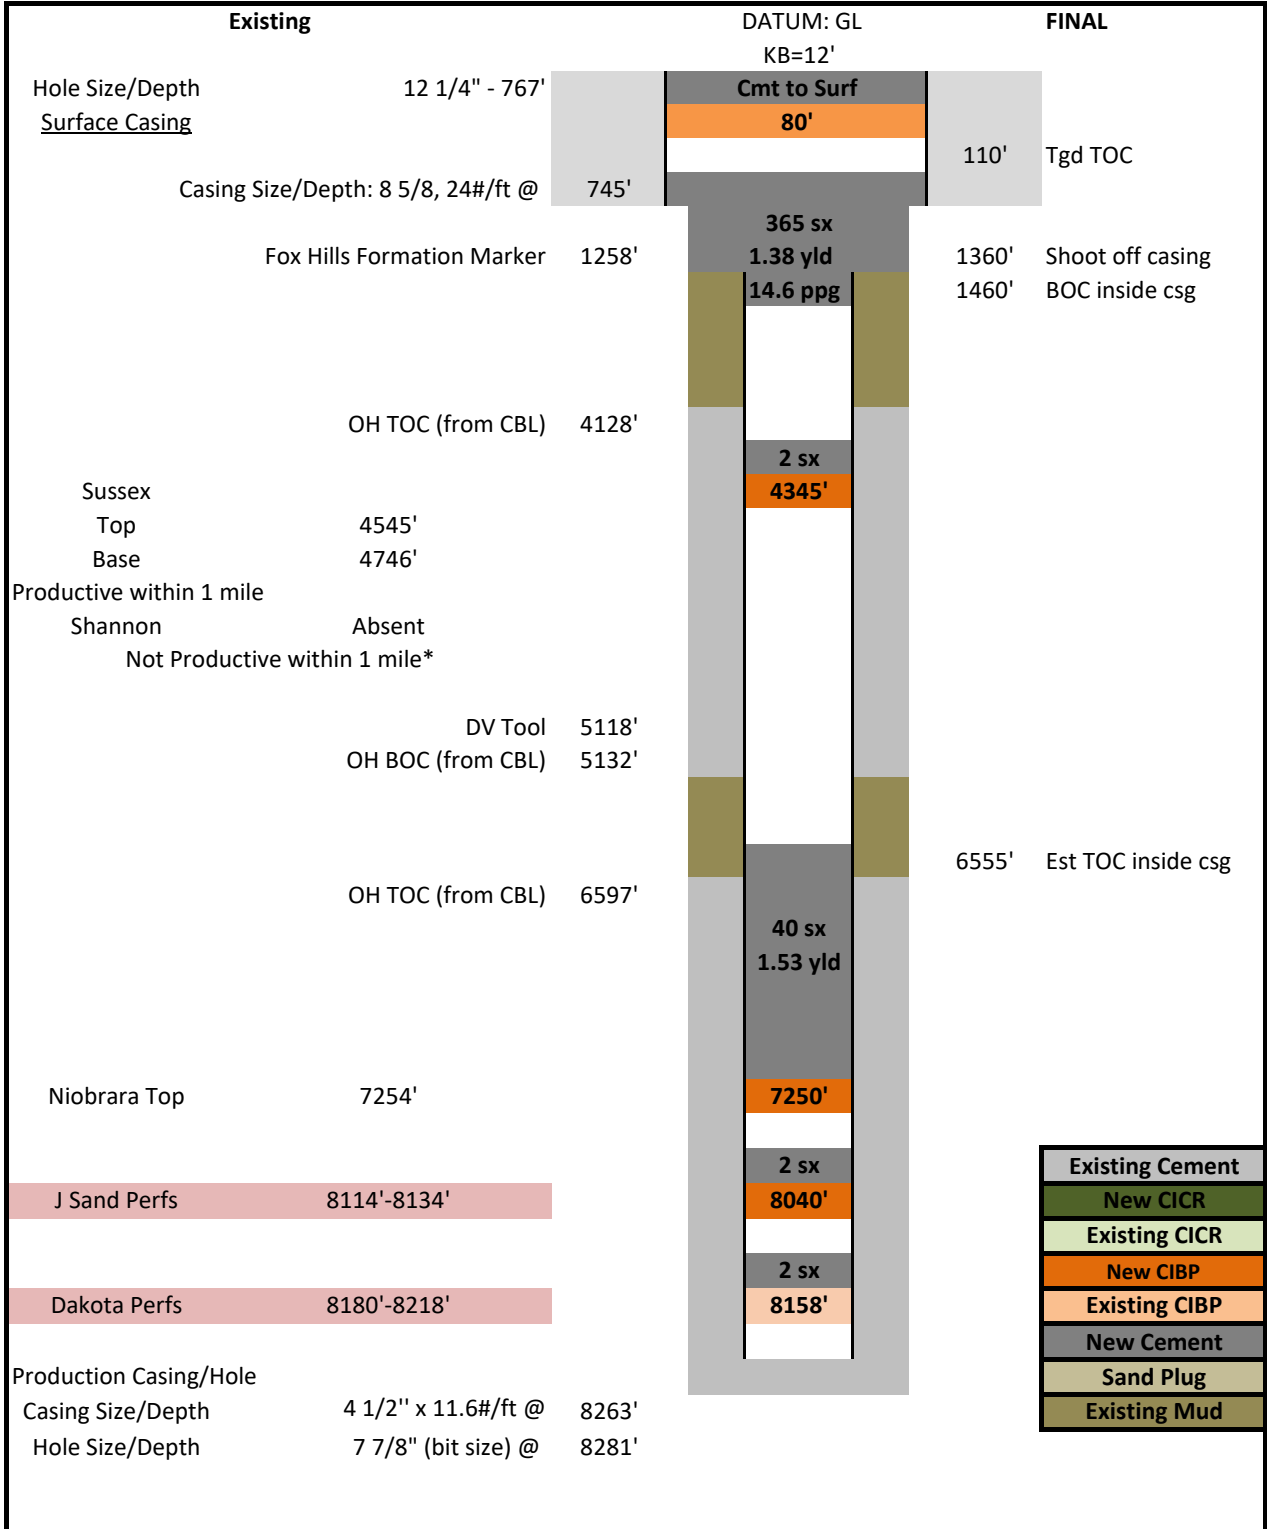 Existing DATUM: GL FINAL
KB=12'
Hole Size/Depth 12 1/4" - 767' Cmt to Surf
Surface Casing 80'
110' Tgd TOC
Casing Size/Depth: 8 5/8, 24#/ft @ 745'
365 sx
Fox Hills Formation Marker 1258' 1.38 yld 1360' Shoot off casing
14.6 ppg 1460' BOC inside csg
OH TOC (from CBL) 4128'
2 sx
Sussex 4345'
Top 4545'
Base 4746'
Productive within 1 mile
Shannon Absent
Not Productive within 1 mile*
DV Tool 5118'
OH BOC (from CBL) 5132'
6555' Est TOC inside csg
OH TOC (from CBL) 6597'
40 sx
1.53 yld
Niobrara Top 7254' 7250'
2 sx Existing Cement
J Sand Perfs 8114'-8134' 8040' New CICR
Existing CICR
2 sx New CIBP
Dakota Perfs 8180'-8218' 8158' Existing CIBP
New Cement
Production Casing/Hole Sand Plug
Casing Size/Depth 4 1/2'' x 11.6#/ft @ 8263' Existing Mud
Hole Size/Depth 7 7/8" (bit size) @ 8281'